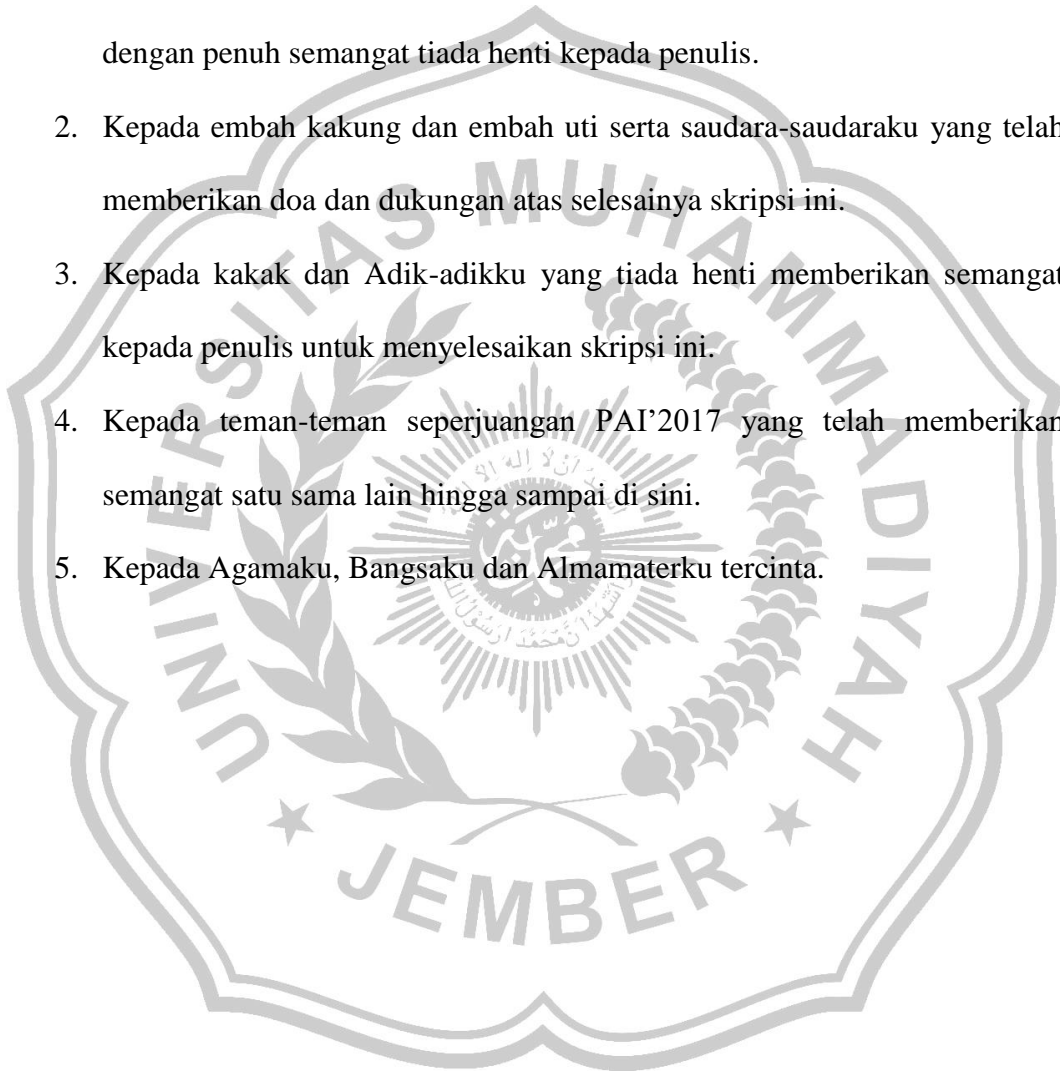 dengan penuh semangat tiada henti kepada penulis.
2. Kepada embah kakung dan embah uti serta saudara-saudaraku yang telah
memberikan doa dan dukungan atas selesainya skripsi ini.
3. Kepada kakak dan Adik-adikku yang tiada henti memberikan semangat
kepada penulis untuk menyelesaikan skripsi ini.
4. Kepada teman-teman seperjuangan PAI’2017 yang telah memberikan
semangat satu sama lain hingga sampai di sini.
5. Kepada Agamaku, Bangsaku dan Almamaterku tercinta.
UNIVERSITAS MUHAMMADIYAH
JEMBER